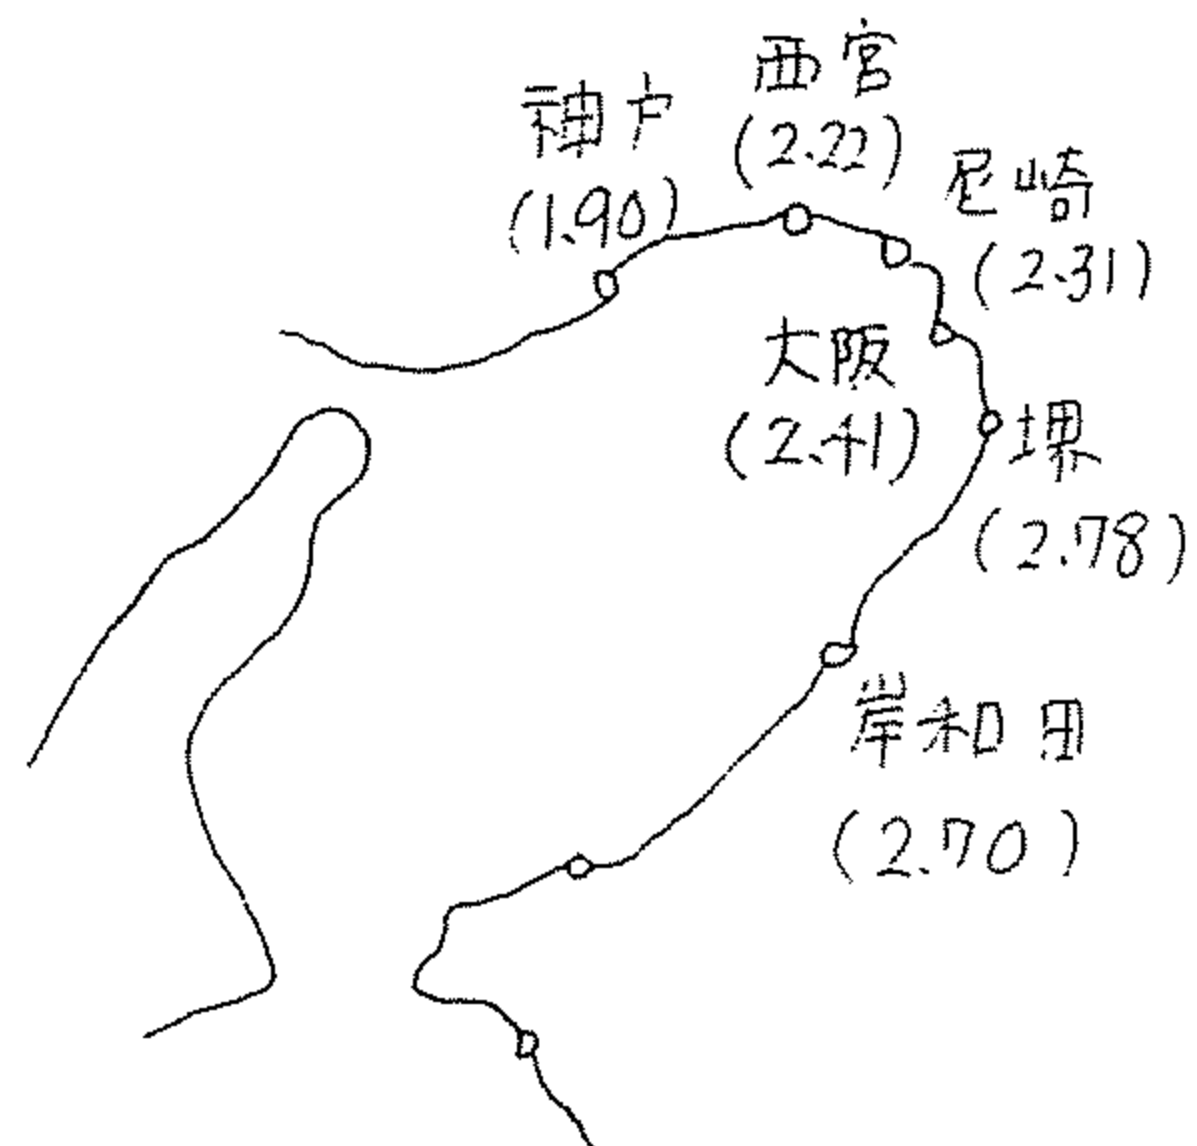 神戸
(1.90)
西宮
(2.22)
尼崎
(2.31)
大阪
(2.41)
堺
(2.78)
岸和田
(2.70)